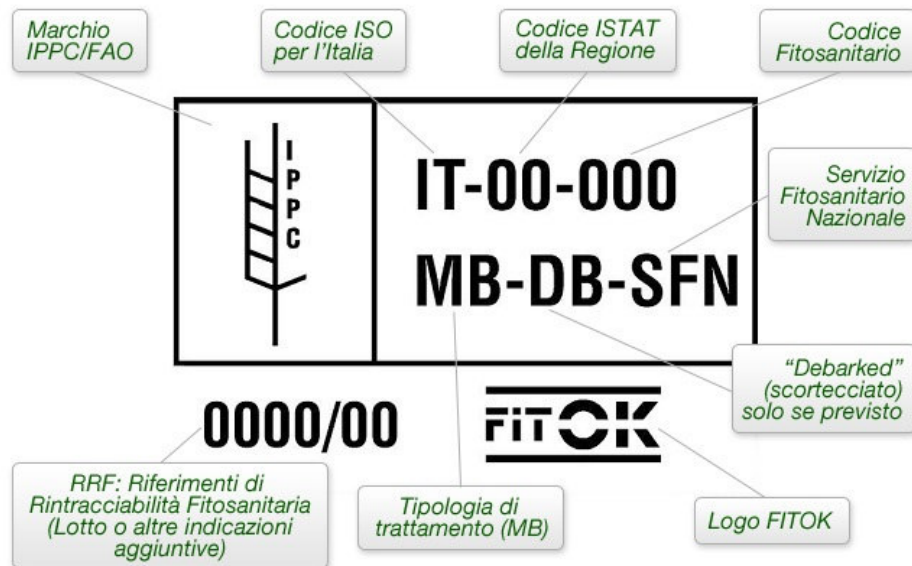 Marchio
IPPC/FAO
Codice ISO
per l'Italia
Codice ISTAT
della Regione
Codice
Fitosanitario
I
P
P
C
IT-00-000
MB-DB-SFN
Servizio
Fitosanitario
Nazionale
"Debarked"
(scortecciato)
solo se previsto
0000/00
FiTOK
RRF: Riferimenti di
Rintracciabilità Fitosanitaria
(Lotto o altre indicazioni
aggiuntive)
Tipologia di
trattamento (MB)
Logo FITOK